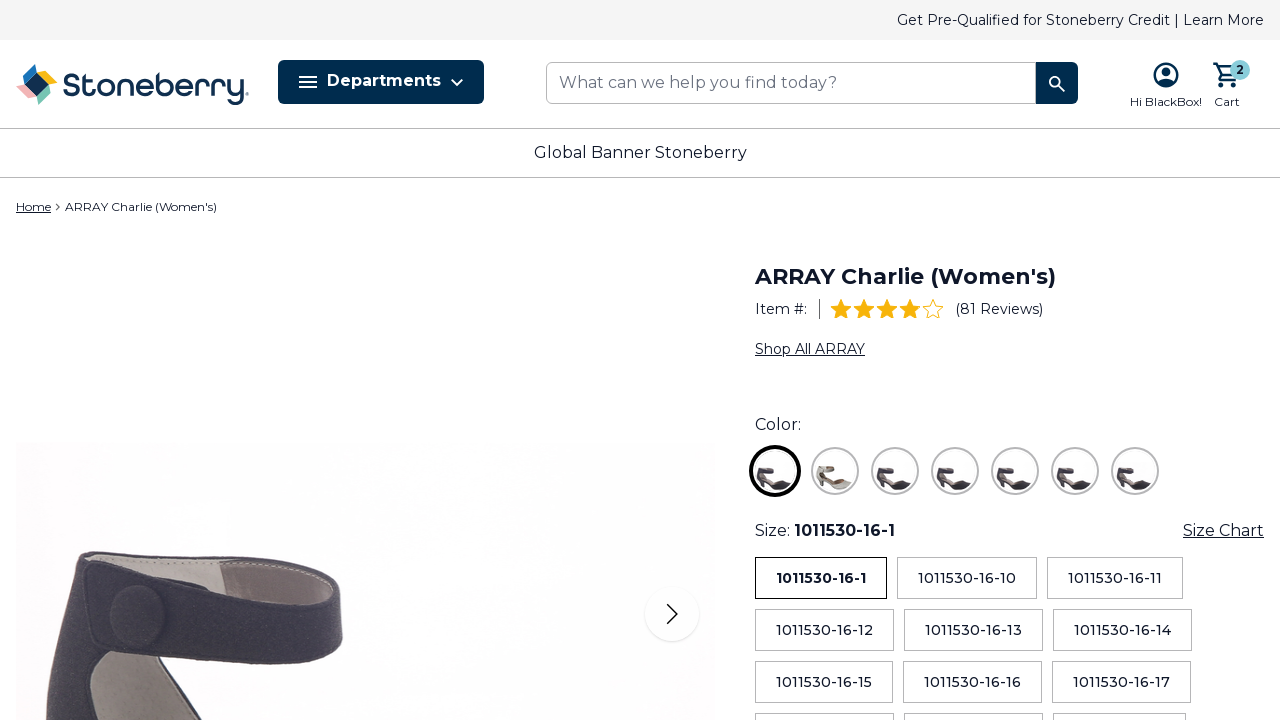 Get Pre-Qualified for Stoneberry Credit | Learn More
Stoneberry
Departments
What can we help you find today?
Hi BlackBox!
2
Cart
Global Banner Stoneberry
Home > ARRAY Charlie (Women's)
ARRAY Charlie (Women's)
Item #: (81 Reviews)
Shop All ARRAY
Color:
Size: 1011530-16-1 Size Chart
1011530-16-1 1011530-16-10 1011530-16-11
1011530-16-12 1011530-16-13 1011530-16-14
1011530-16-15 1011530-16-16 1011530-16-17